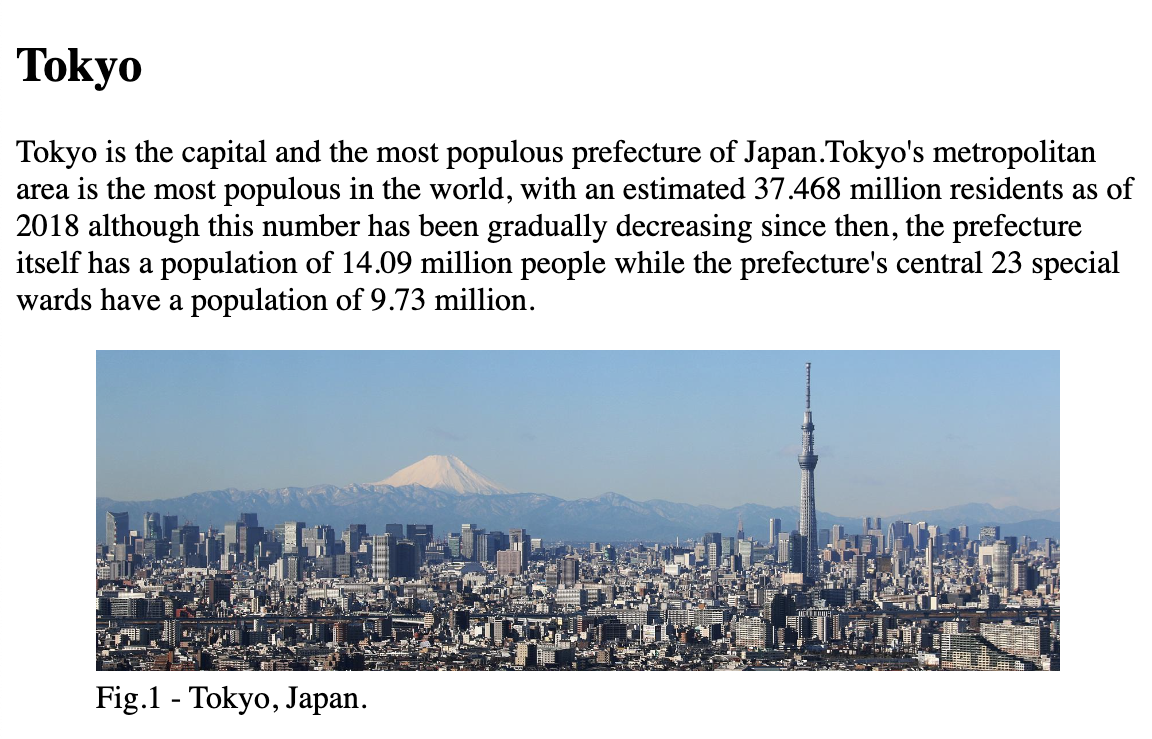 Tokyo
Tokyo is the capital and the most populous prefecture of Japan.Tokyo's metropolitan
area is the most populous in the world, with an estimated 37.468 million residents as of
2018 although this number has been gradually decreasing since then, the prefecture
itself has a population of 14.09 million people while the prefecture's central 23 special
wards have a population of 9.73 million.
Fig.1 - Tokyo, Japan.